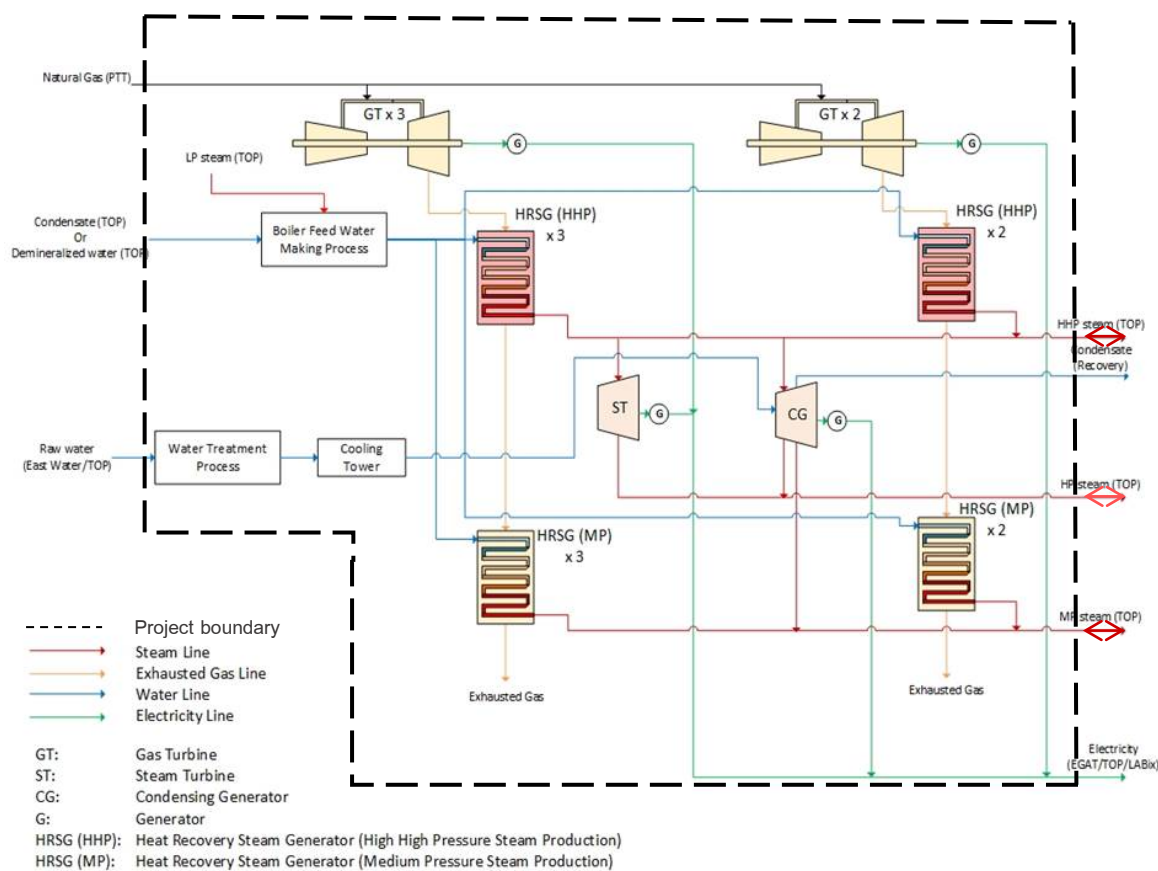 Natural Gas (PTT)
GT x 3
GT x 2
G
G
LP steam (TOP)
Condensate (TOP)
Or
Demineralized water (TOP)
Boiler Feed Water
Making Process
HRSG (HHP)
x 3
HRSG (HHP)
x 2
HHP steam (TOP)
Condensate
(Recovery)
ST
G
CG
G
Raw water
(East Water/TOP)
Water Treatment
Process
Cooling
Tower
HP steam (TOP)
HRSG (MP)
x 3
HRSG (MP)
x 2
MP steam (TOP)
Exhausted Gas
Exhausted Gas
Electricity
(EGAT/TOP/LABix)
Project boundary
Steam Line
Exhausted Gas Line
Water Line
Electricity Line
GT: Gas Turbine
ST: Steam Turbine
CG: Condensing Generator
G: Generator
HRSG (HHP): Heat Recovery Steam Generator (High High Pressure Steam Production)
HRSG (MP): Heat Recovery Steam Generator (Medium Pressure Steam Production)